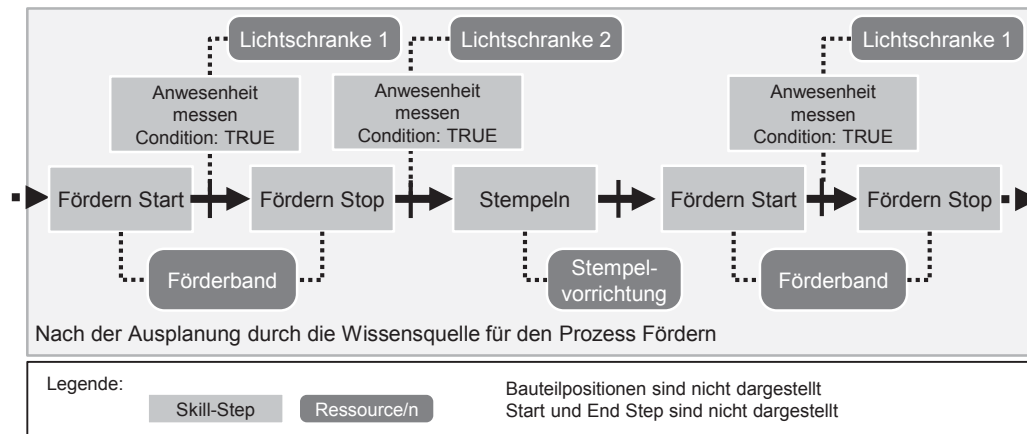 Lichtschranke 1
Lichtschranke 2
Lichtschranke 1
Anwesenheit
messen
Condition: TRUE
Anwesenheit
messen
Condition: TRUE
Anwesenheit
messen
Condition: TRUE
Fördern Start
Fördern Stop
Stempeln
Fördern Start
Fördern Stop
Förderband
Stempel-
vorrichtung
Förderband
Nach der Ausplanung durch die Wissensquelle für den Prozess Fördern
Legende:
Skill-Step
Ressource/n
Bauteilpositionen sind nicht dargestellt
Start und End Step sind nicht dargestellt